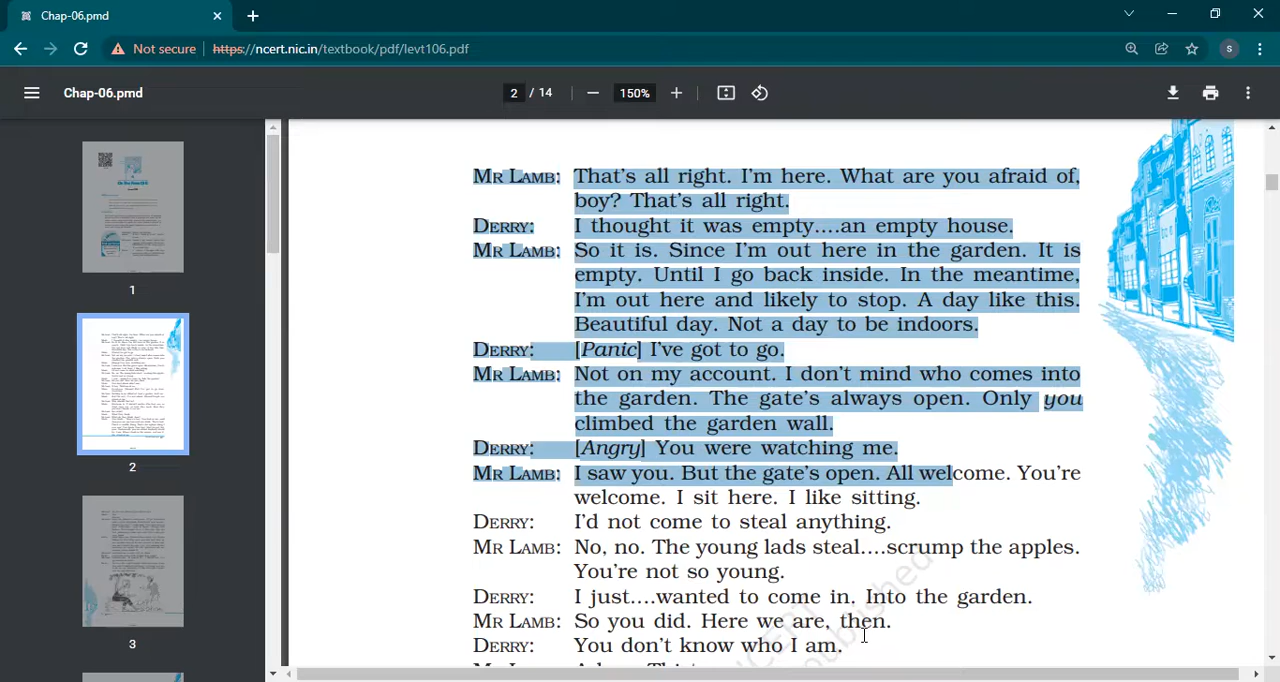 Chap-06.pmd
Not secure
https://ncert.nic.in/textbook/pdf/levt106.pdf
S
Chap-06.pmd
2 / 14
150%
1
2
3
MR LAMB: That's all right. I'm here. What are you afraid of,
boy? That's all right.
DERRY: I thought it was empty....an empty house.
MR LAMB: So it is. Since I'm out here in the garden. It is
empty. Until I go back inside. In the meantime,
I'm out here and likely to stop. A day like this.
Beautiful day. Not a day to be indoors.
DERRY: [Panic] I've got to go.
MR LAMB: Not on my account. I don't mind who comes into
the garden. The gate's always open. Only you
climbed the garden wall.
DERRY: [Angry] You were watching me.
MR LAMB: I saw you. But the gate's open. All welcome. You're
welcome. I sit here. I like sitting.
DERRY: I'd not come to steal anything.
MR LAMB: No, no. The young lads steal....scrump the apples.
You're not so young.
DERRY: I just....wanted to come in. Into the garden.
MR LAMB: So you did. Here we are, then.
DERRY: You don't know who I am.
NCERT
published